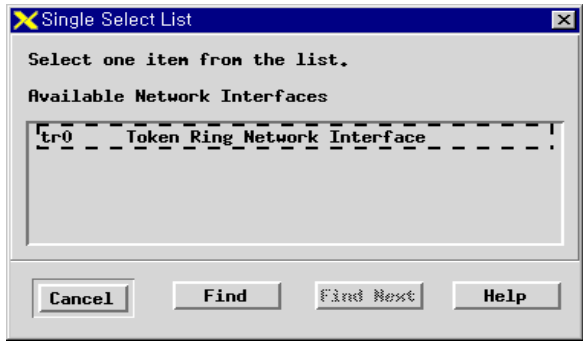 Single Select List
Select one item from the list.
Available Network Interfaces
tr0 Token Ring Network Interface
Cancel Find Find Next Help